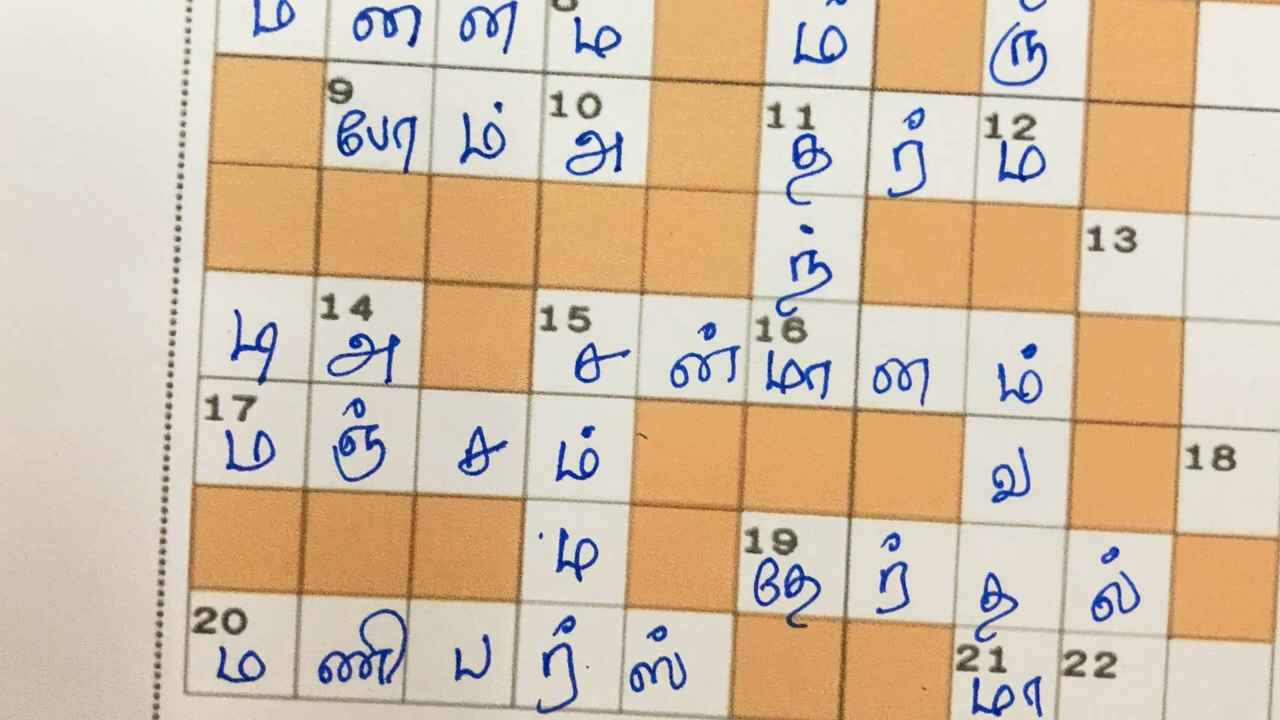 ம ன ன ம ம் ரு
9 போ ம் 10 அ 11 த ர் 12 ம
ந் 13
டி 14 அ 15 ச ன் 16 மா ன ம்
17 ம ஞ் ச ம் வ 18
ம 19 தே ர் த ல்
20 ம ணி ப ர் ஸ் 21 மா 22